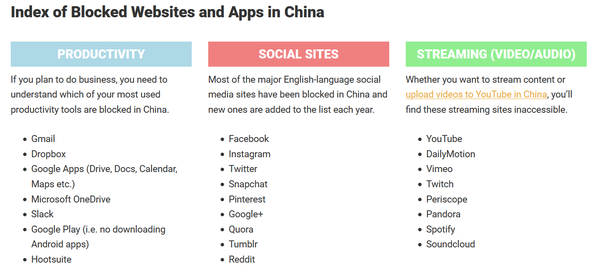 Index of Blocked Websites and Apps in China
PRODUCTIVITY
If you plan to do business, you need to
understand which of your most used
productivity tools are blocked in China.
Gmail
Dropbox
Google Apps (Drive, Docs, Calendar,
Maps etc.)
Microsoft OneDrive
Slack
Google Play (i.e. no downloading
Android apps)
Hootsuite
SOCIAL SITES
Most of the major English-language social
media sites have been blocked in China and
new ones are added to the list each year.
Facebook
Instagram
Twitter
Snapchat
Pinterest
Google+
Quora
Tumblr
Reddit
STREAMING (VIDEO/AUDIO)
Whether you want to stream content or
upload videos to YouTube in China, you'll
find these streaming sites inaccessible.
YouTube
DailyMotion
Vimeo
Twitch
Periscope
Pandora
Spotify
Soundcloud